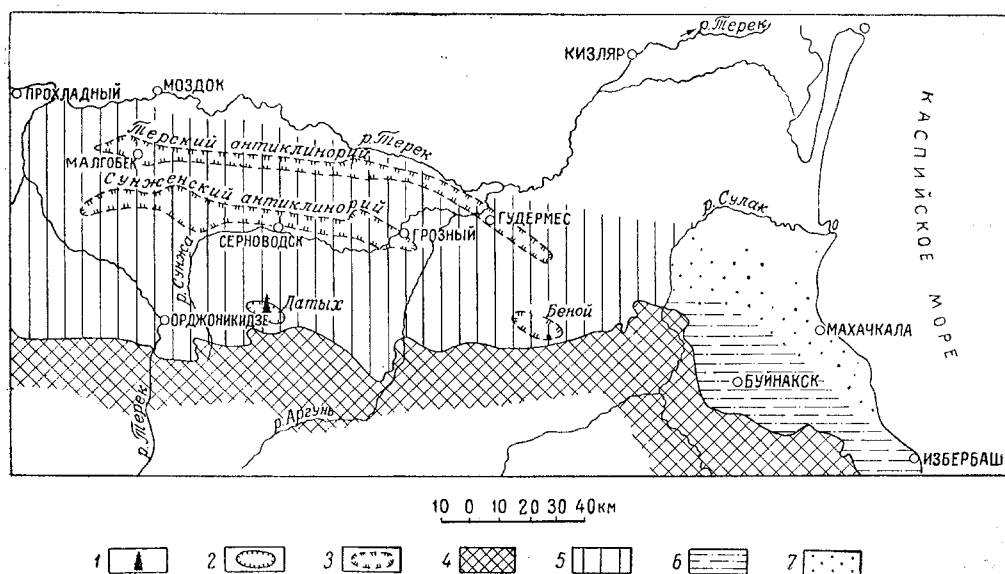 р. Терек
КИЗЛЯР
ПРОХЛАДНЫЙ
МОЗДОК
КАСПИЙСКОЕ МОРЕ
Терский антиклинорий
р. Терек
МАЛГОБЕК
Сунженский антиклинорий
р. Сулак
ГУДЕРМЕС
ГРОЗНЫЙ
СЕРНОВОДСК
р. Сунжа
Датых
Беной
ОРДЖОНИКИДЗЕ
МАХАЧКАЛА
БУЙНАКСК
р. Терек
р. Аргунь
ИЗБЕРБАШ
10 0 10 20 30 40км
1 2 3 4 5 6 7